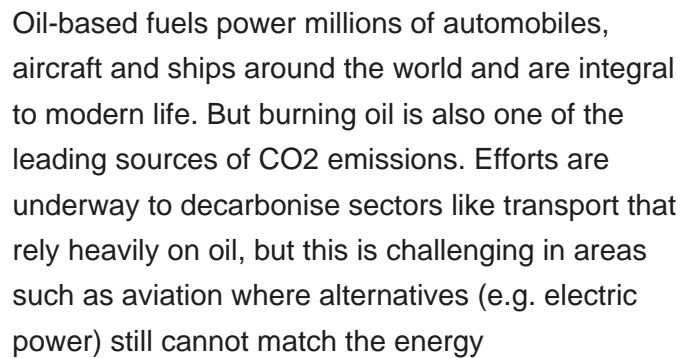 Oil-based fuels power millions of automobiles,
aircraft and ships around the world and are integral
to modern life. But burning oil is also one of the
leading sources of CO2 emissions. Efforts are
underway to decarbonise sectors like transport that
rely heavily on oil, but this is challenging in areas
such as aviation where alternatives (e.g. electric
power) still cannot match the energy